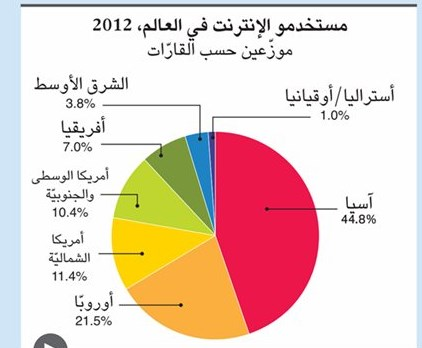 مستخدمو الإنترنت في العالم، 2012
موزّعين حسب القارّات
أستراليا/أوقيانيا
1.0%
الشرق الأوسط
3.8%
أفريقيا
7.0%
أمريكا الوسطى
والجنوبيّة
10.4%
أمريكا
الشماليّة
11.4%
أوروبّا
21.5%
آسيا
44.8%